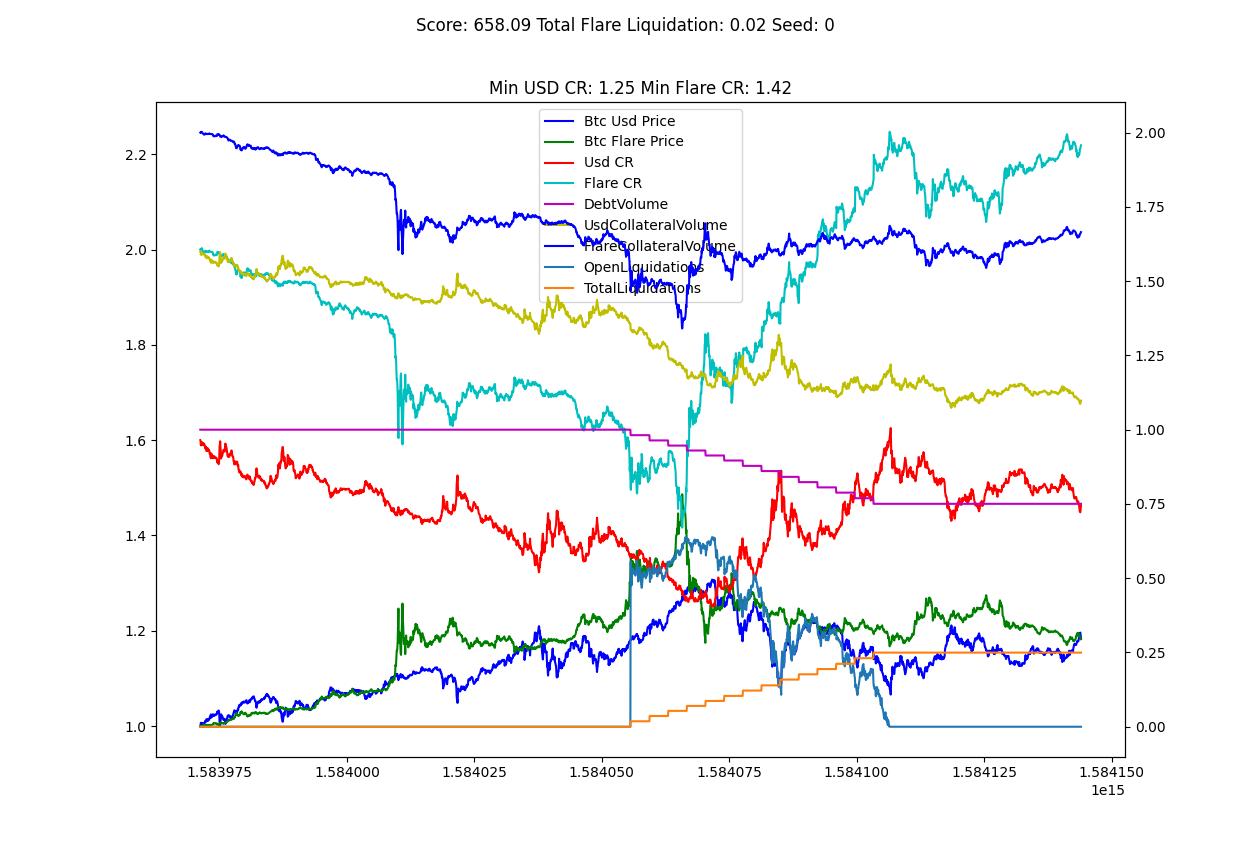 Score: 658.09 Total Flare Liquidation: 0.02 Seed: 0
Min USD CR: 1.25 Min Flare CR: 1.42
Btc Usd Price
Btc Flare Price
Usd CR
Flare CR
DebtVolume
UsdCollateralVolume
FlareCollateralVolume
OpenLiquidations
TotalLiquidations
2.2
2.0
1.8
1.6
1.4
1.2
1.0
2.00
1.75
1.50
1.25
1.00
0.75
0.50
0.25
0.00
1.583975 1.584000 1.584025 1.584050 1.584075 1.584100 1.584125 1.584150
1e15